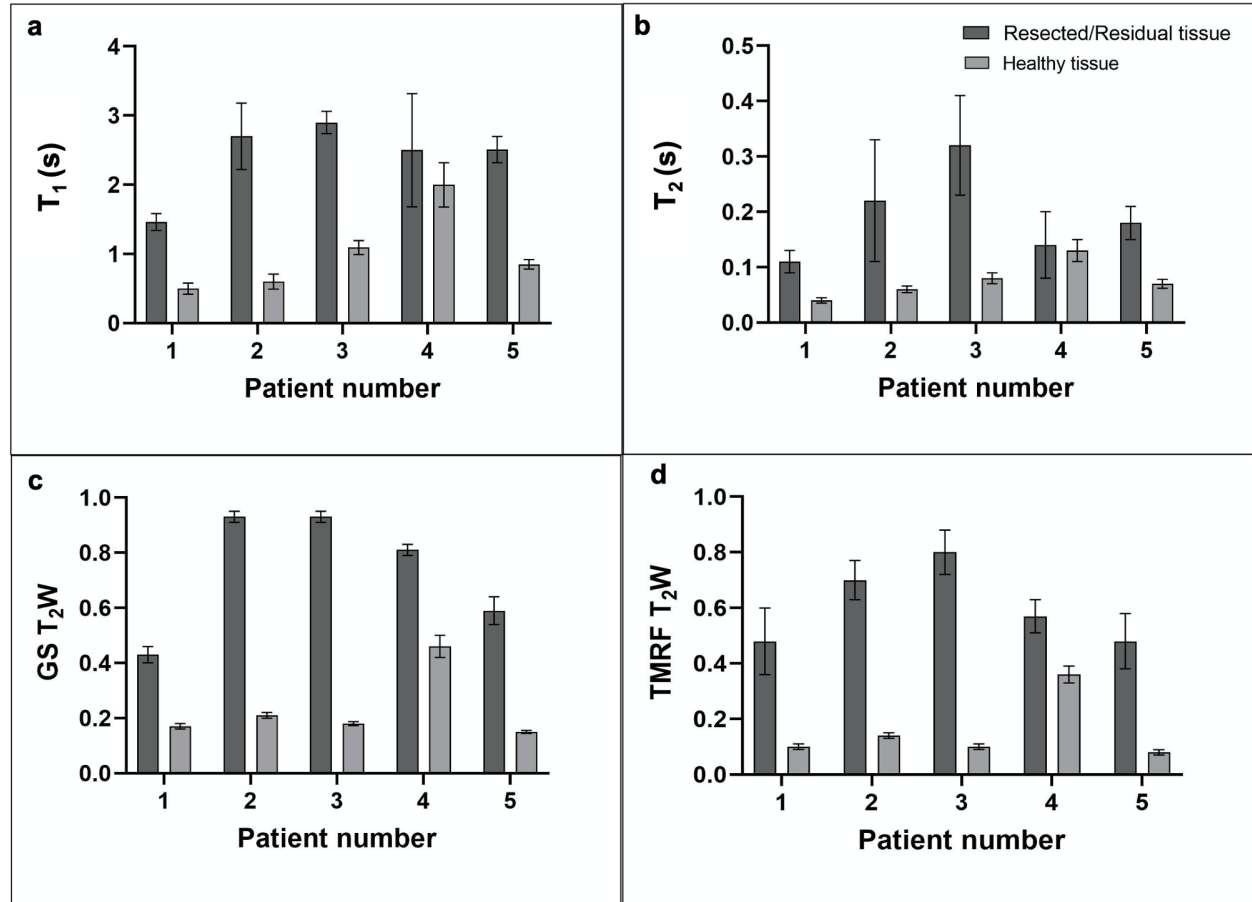 a
T₁ (s)
4
3
2
1
0
1 2 3 4 5
Patient number
b
Resected/Residual tissue
Healthy tissue
T₂ (s)
0.5
0.4
0.3
0.2
0.1
0.0
1 2 3 4 5
Patient number
c
GS T₂W
1.0
0.8
0.6
0.4
0.2
0.0
1 2 3 4 5
Patient number
d
TMRF T₂W
1.0
0.8
0.6
0.4
0.2
0.0
1 2 3 4 5
Patient number